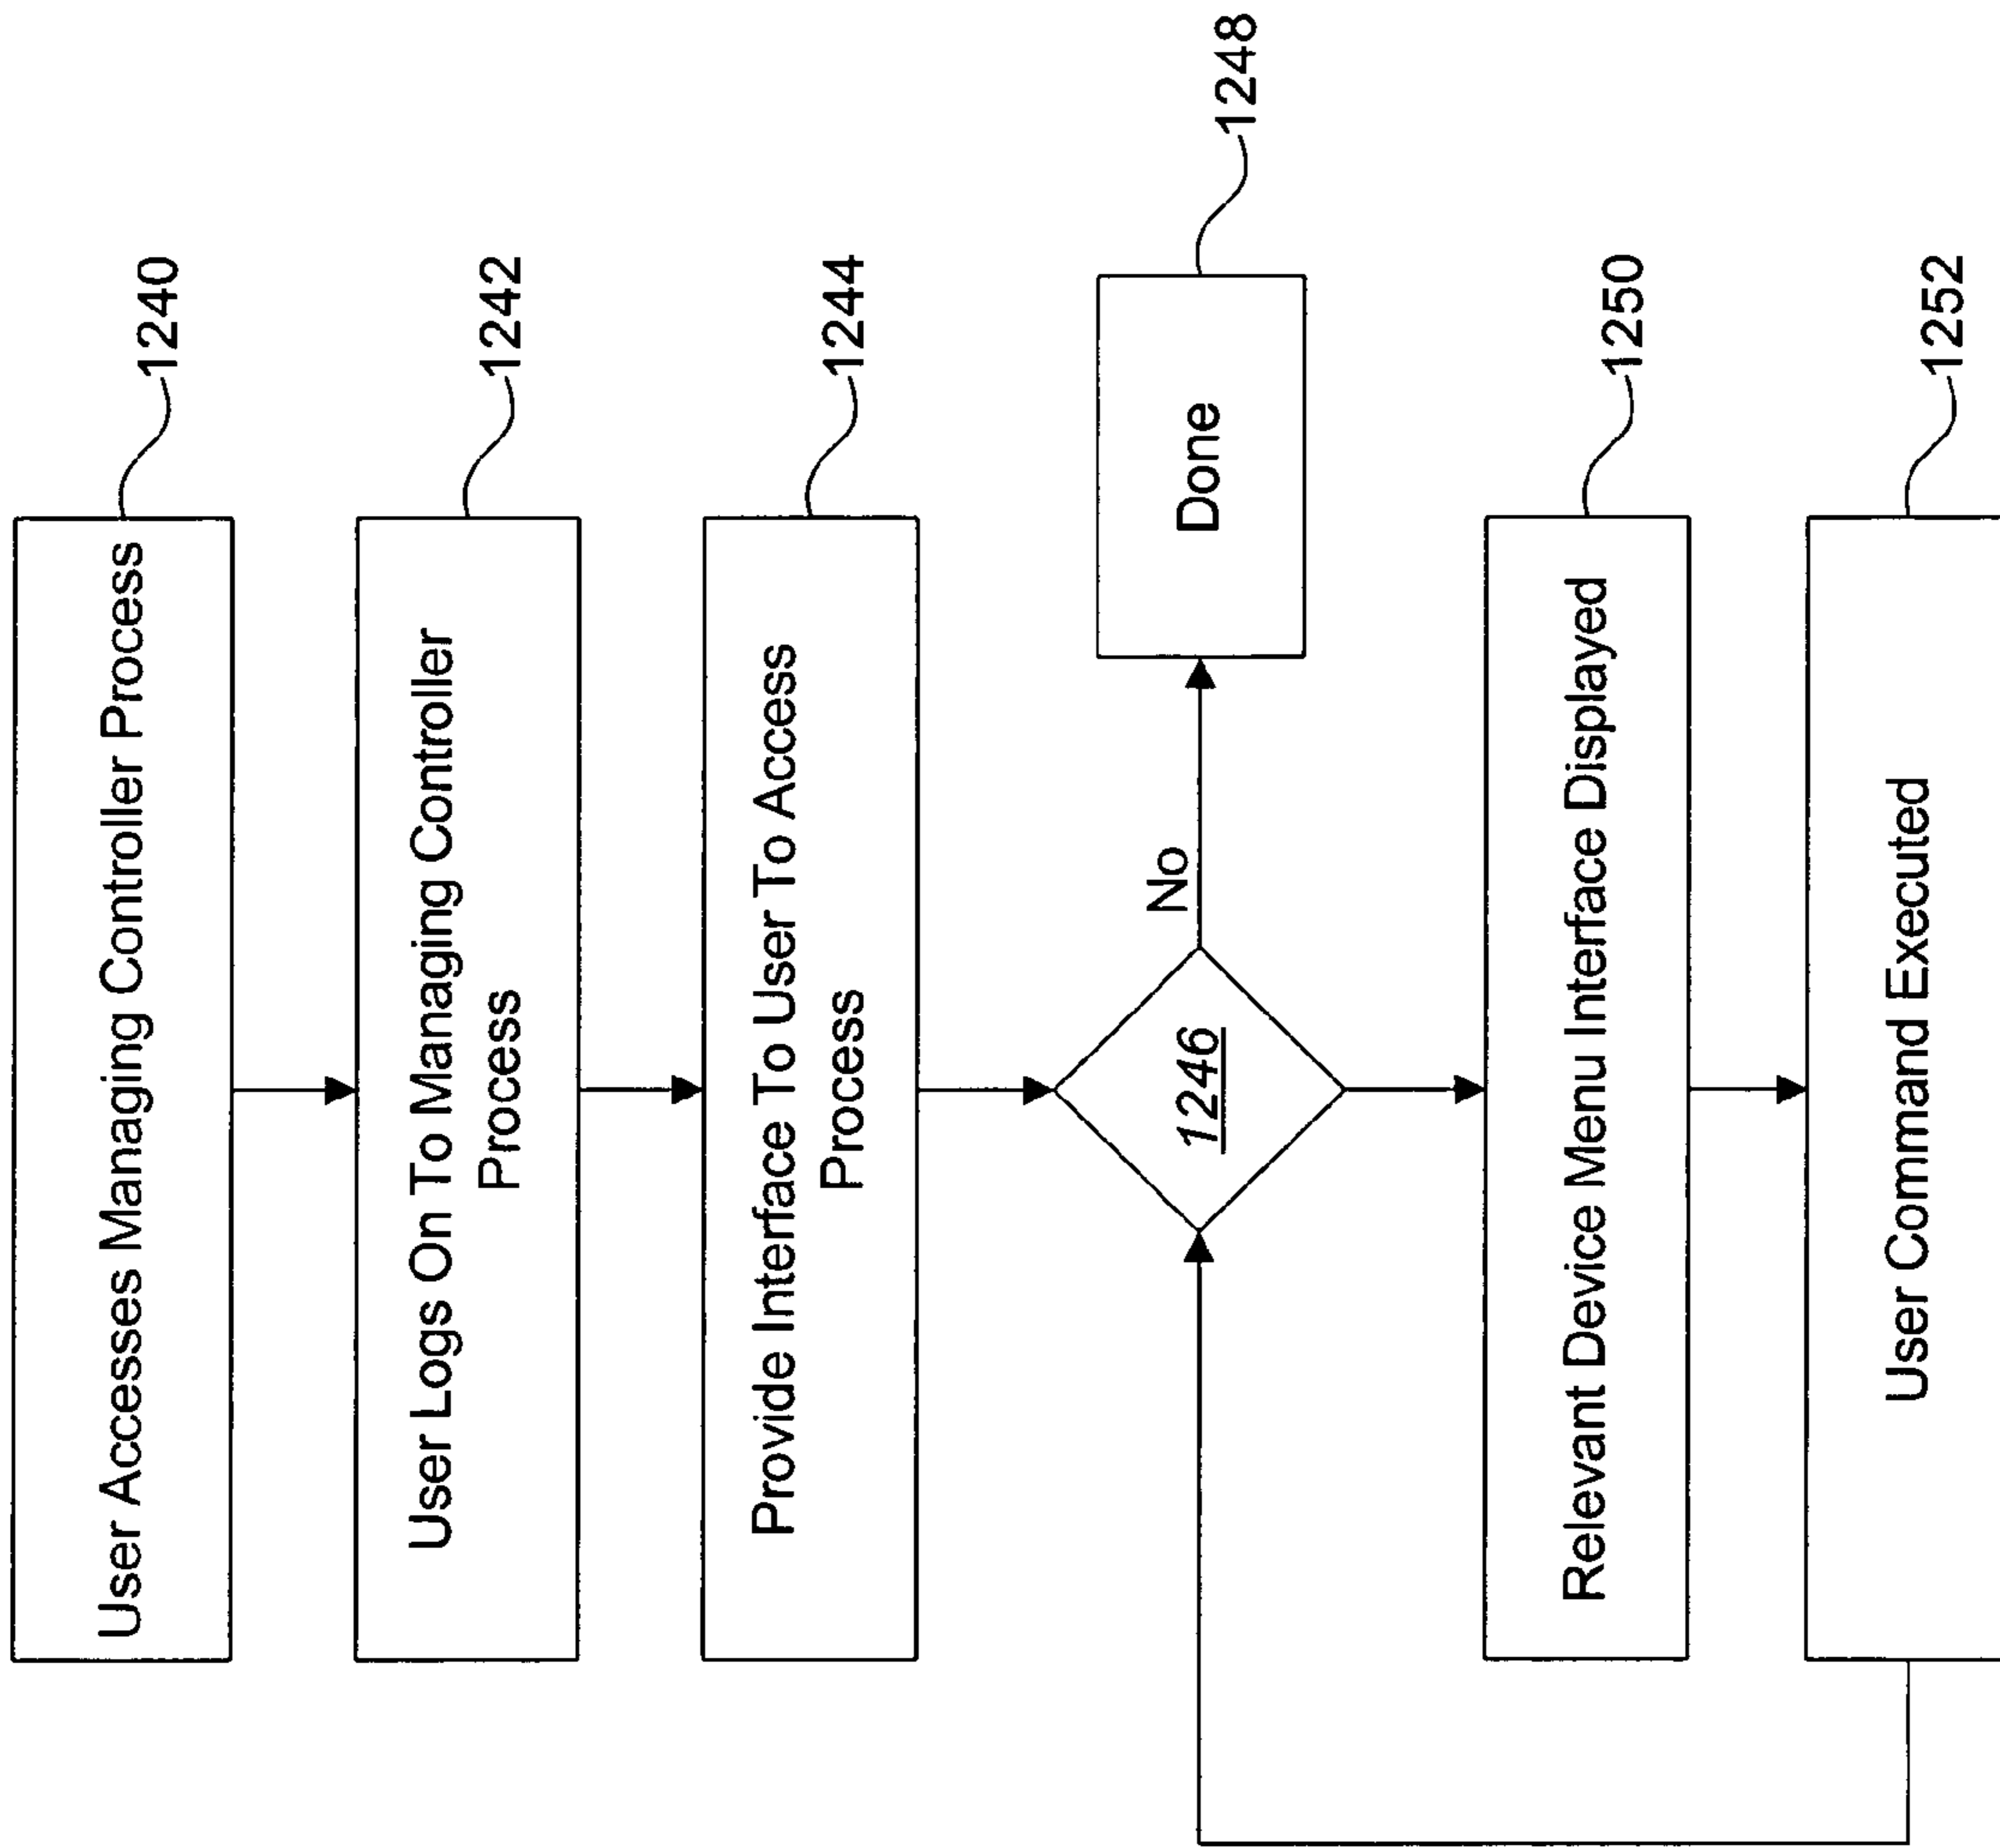 User Accesses Managing Controller Process
1240
User Logs On To Managing Controller
Process
1242
Provide Interface To User To Access
Process
1244
1246
No
Done
1248
Relevant Device Menu Interface Displayed
1250
User Command Executed
1252